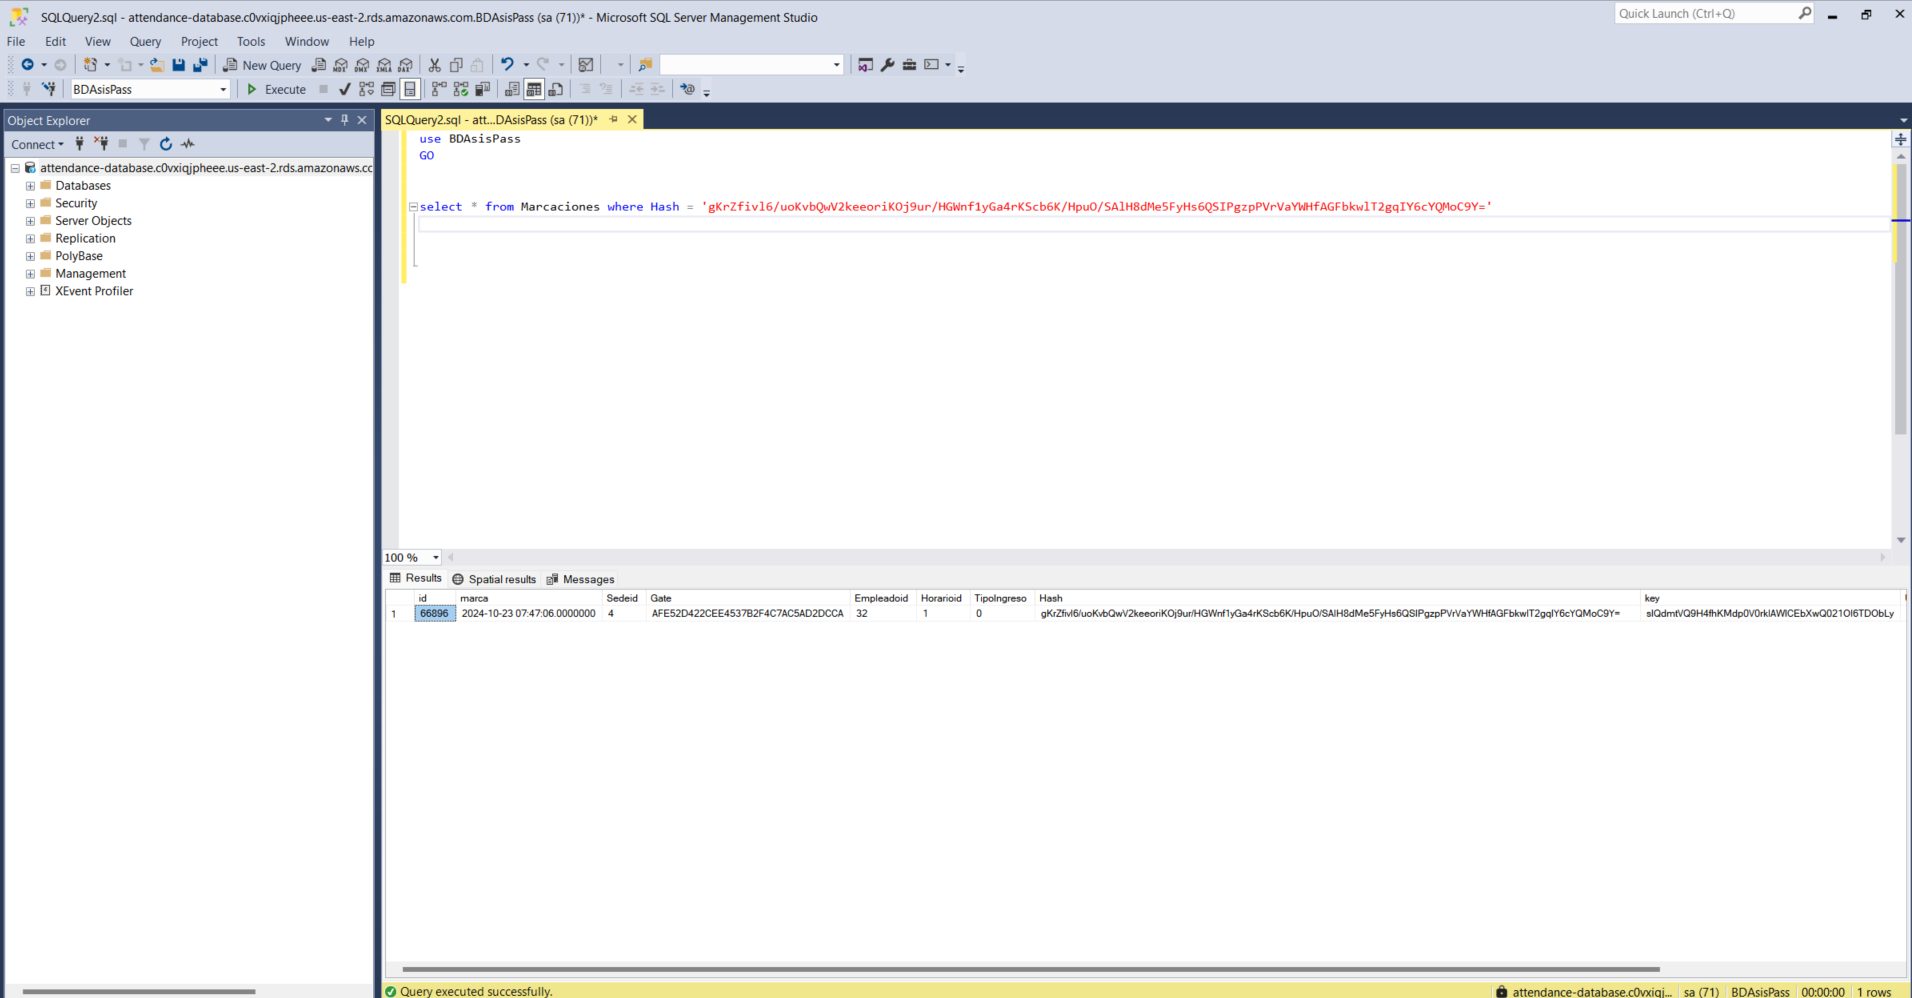 SQLQuery2.sql - attendance-database.c0vxiqjpheee.us-east-2.rds.amazonaws.com.BDAsisPass (sa (71))* - Microsoft SQL Server Management Studio
Quick Launch (Ctrl+Q)
File Edit View Query Project Tools Window Help
New Query
BDAsisPass
Execute
Object Explorer
SQLQuery2.sql - att...DAsisPass (sa (71))*
Connect
attendance-database.c0vxiqjpheee.us-east-2.rds.amazonaws.cc
Databases
Security
Server Objects
Replication
PolyBase
Management
XEvent Profiler
use BDAsisPass
GO
select * from Marcaciones where Hash = 'gKrZfivl6/uoKvbQwV2keeoriKOj9ur/HGWnf1yGa4rKScb6K/HpuO/SAlH8dMe5FyHs6QSIPgzpPVrVaYWHfAGFbkwlT2gqIY6cYQMoC9Y='
100 %
Results Spatial results Messages
id marca Sedeid Gate Empleadoid Horarioid TipoIngreso Hash key
1 66896 2024-10-23 07:47:06.0000000 4 AFE52D422CEE4537B2F4C7AC5AD2DCCA 32 1 0 gKrZfivl6/uoKvbQwV2keeoriKOj9ur/HGWnf1yGa4rKScb6K/HpuO/SAlH8dMe5FyHs6QSIPgzpPVrVaYWHfAGFbkwlT2gqIY6cYQMoC9Y= sIQdmtVQ9H4fhKMdp0V0rklAWlCEbXwQ021Ol6TDObLy
Query executed successfully.
attendance-database.c0vxiqj... sa (71) BDAsisPass 00:00:00 1 rows